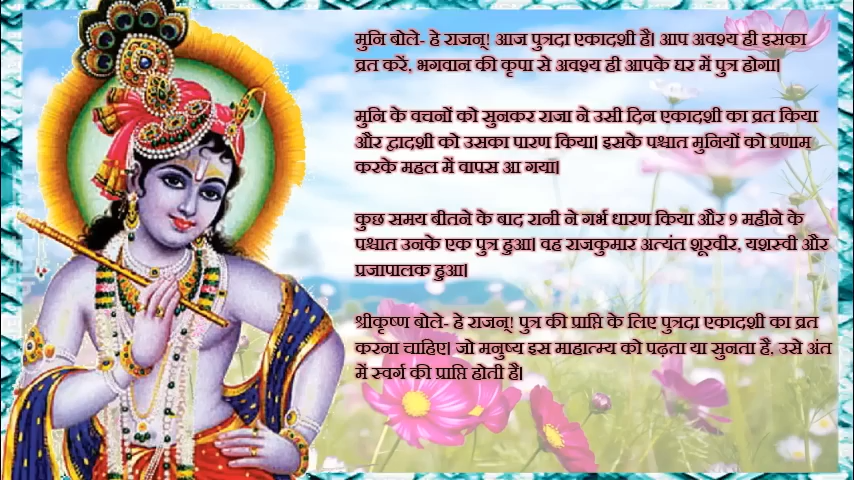 मुनि बोले- हे राजन्! आज पुत्रदा एकादशी है। आप अवश्य ही इसका
व्रत करें, भगवान की कृपा से अवश्य ही आपके घर में पुत्र होगा।
मुनि के वचनों को सुनकर राजा ने उसी दिन एकादशी का व्रत किया
और द्वादशी को उसका पारण किया। इसके पश्चात मुनियों को प्रणाम
करके महल में वापस आ गया।
कुछ समय बीतने के बाद रानी ने गर्भ धारण किया और 9 महीने के
पश्चात उनके एक पुत्र हुआ। वह राजकुमार अत्यंत शूरवीर, यशस्वी और
प्रजापालक हुआ।
श्रीकृष्ण बोले- हे राजन्! पुत्र की प्राप्ति के लिए पुत्रदा एकादशी का व्रत
करना चाहिए। जो मनुष्य इस माहात्म्य को पढ़ता या सुनता है, उसे अंत
में स्वर्ग की प्राप्ति होती है।